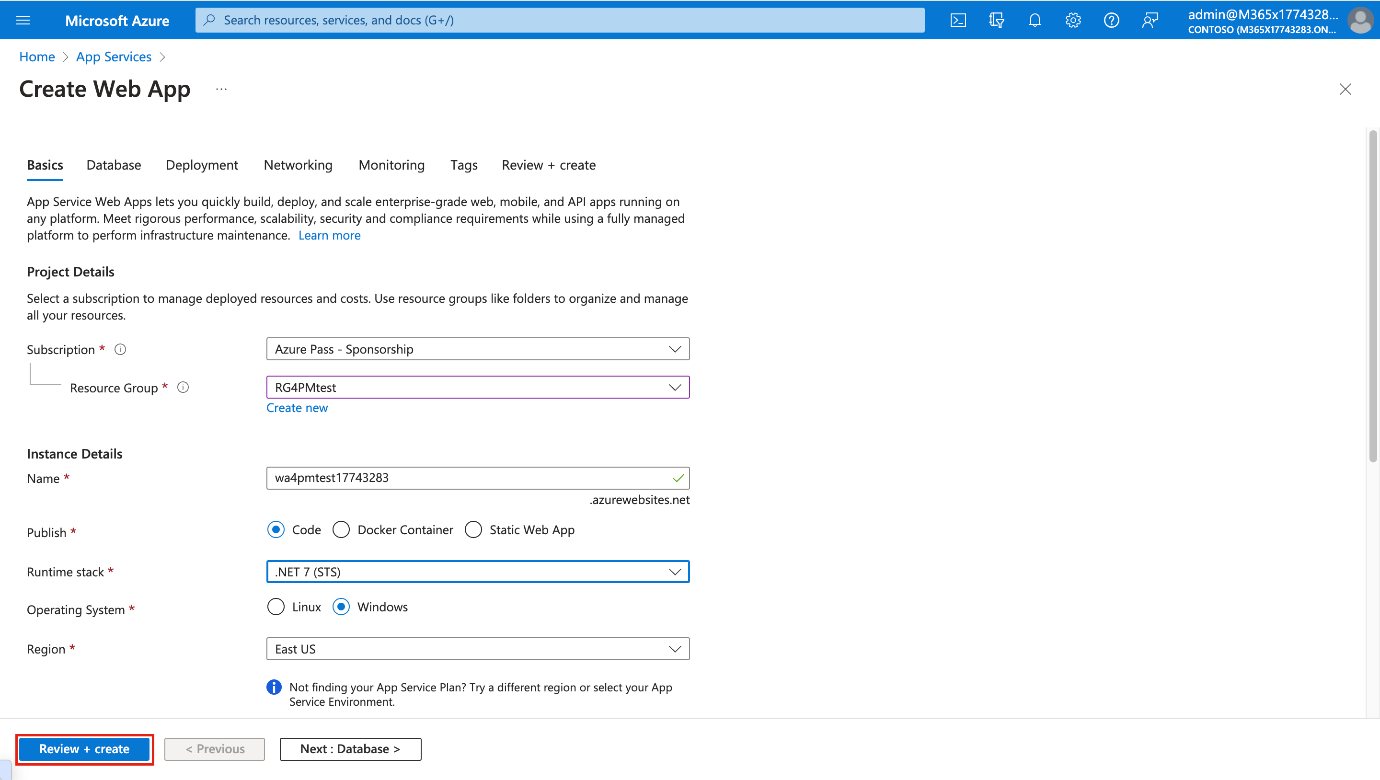 Microsoft Azure
Search resources, services, and docs (G+/)
admin@M365x1774328...
CONTOSO (M365X17743283.ON...
Home > App Services >
Create Web App ...
Basics Database Deployment Networking Monitoring Tags Review + create
App Service Web Apps lets you quickly build, deploy, and scale enterprise-grade web, mobile, and API apps running on
any platform. Meet rigorous performance, scalability, security and compliance requirements while using a fully managed
platform to perform infrastructure maintenance. Learn more
Project Details
Select a subscription to manage deployed resources and costs. Use resource groups like folders to organize and manage
all your resources.
Subscription * Azure Pass - Sponsorship
Resource Group * RG4PMtest
Create new
Instance Details
Name * wa4pmtest17743283
.azurewebsites.net
Publish * Code Docker Container Static Web App
Runtime stack * .NET 7 (STS)
Operating System * Linux Windows
Region * East US
Not finding your App Service Plan? Try a different region or select your App
Service Environment.
Review + create < Previous Next : Database >